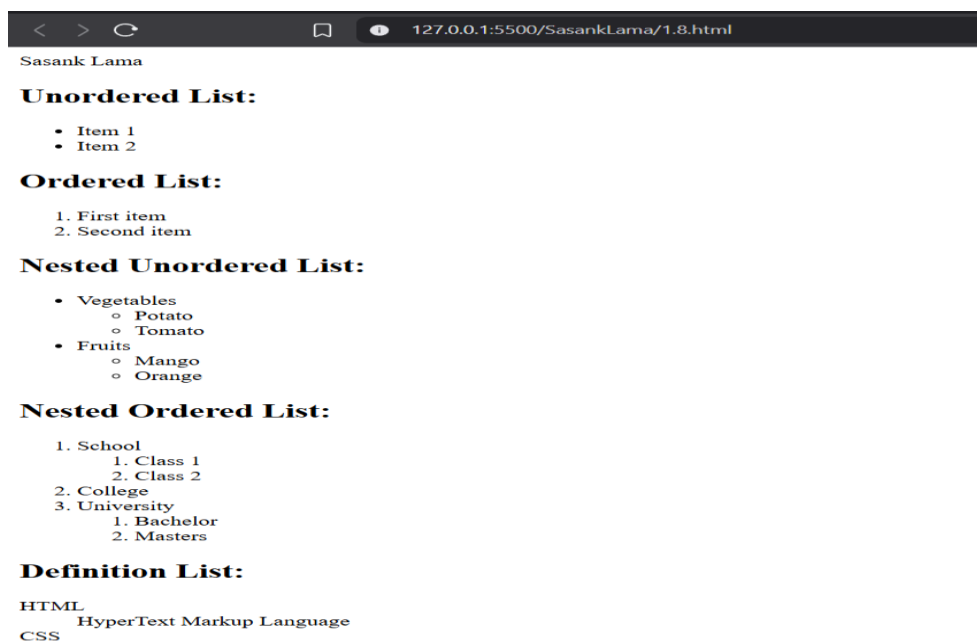 127.0.0.1:5500/SasankLama/1.8.html
Sasank Lama
Unordered List:
• Item 1
• Item 2
Ordered List:
1. First item
2. Second item
Nested Unordered List:
• Vegetables
◦ Potato
◦ Tomato
• Fruits
◦ Mango
◦ Orange
Nested Ordered List:
1. School
1. Class 1
2. Class 2
2. College
3. University
1. Bachelor
2. Masters
Definition List:
HTML
HyperText Markup Language
CSS